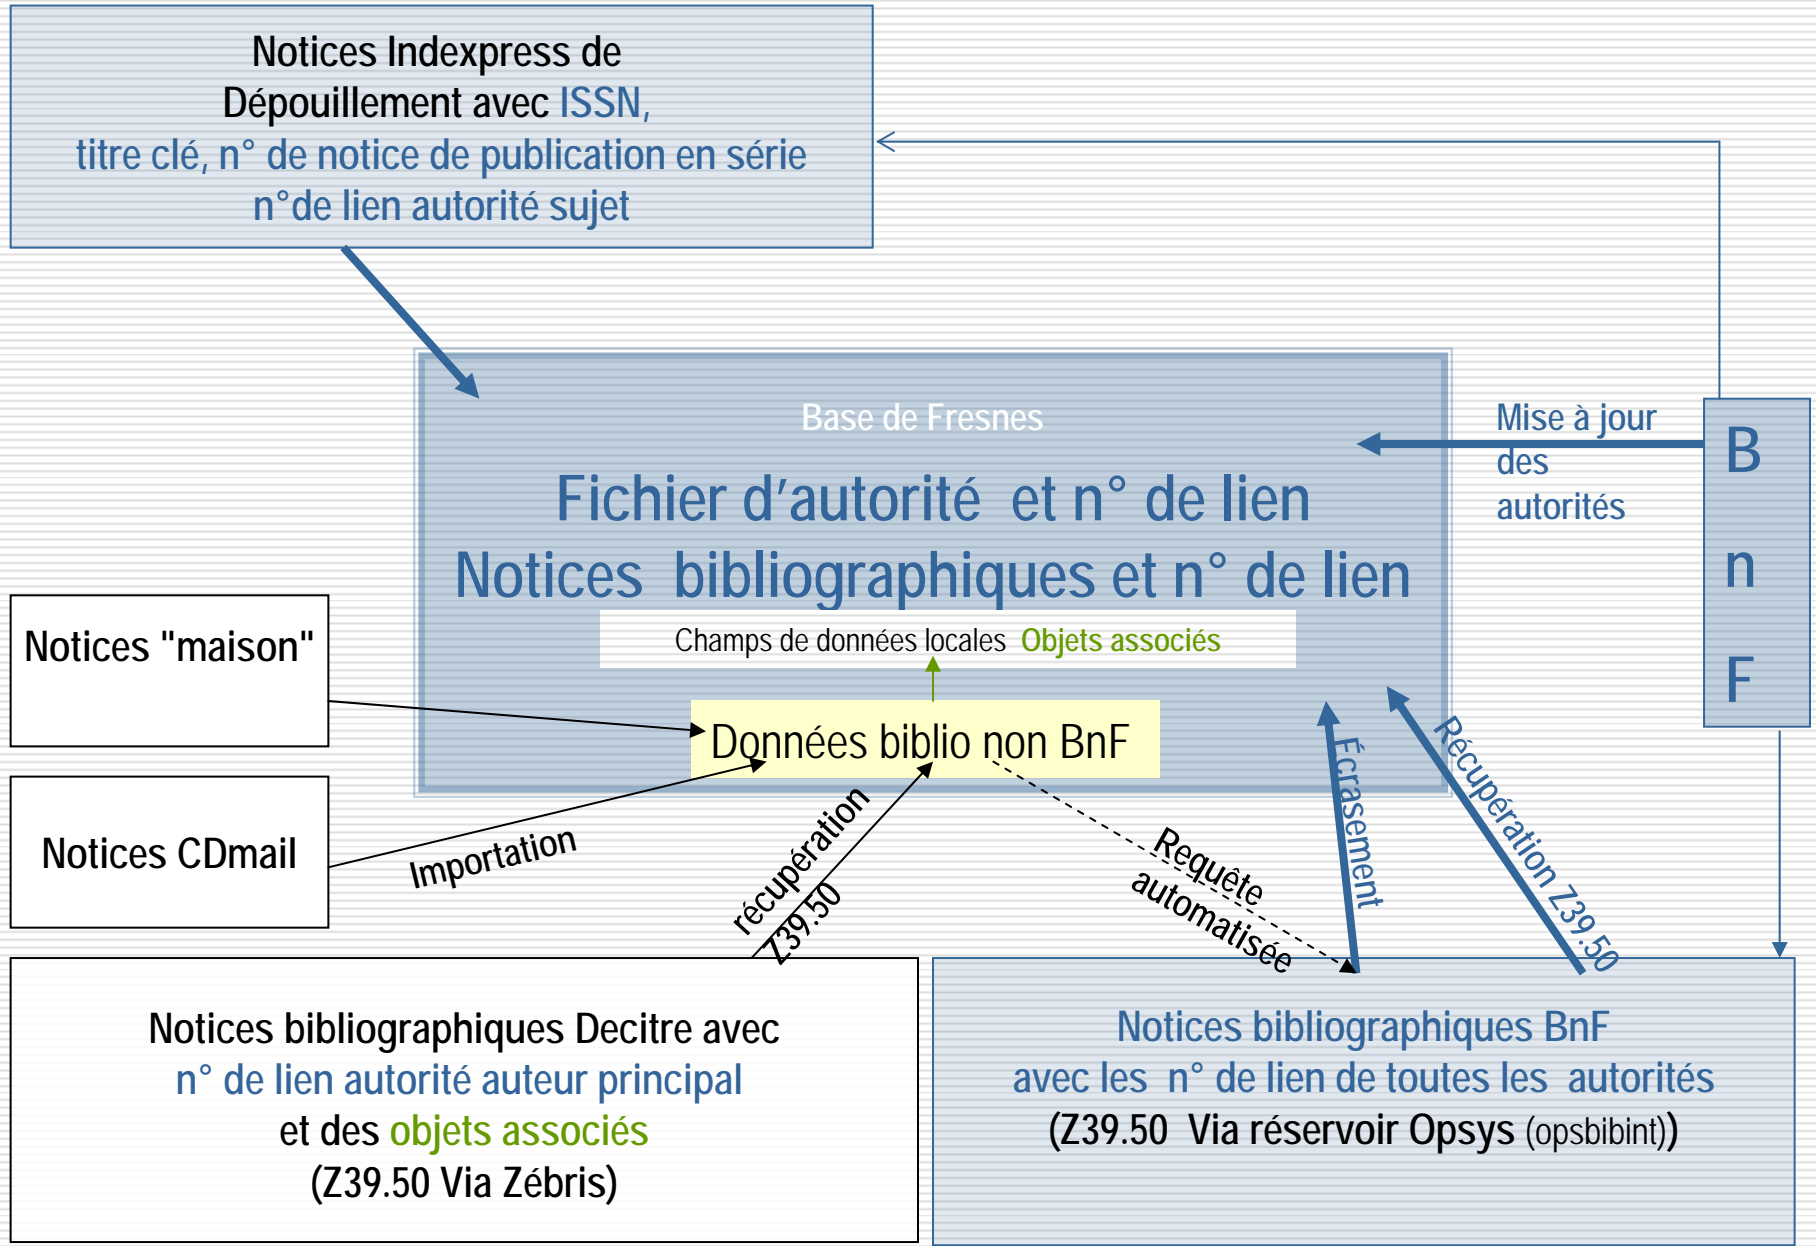 Notices Indexpress de
Dépouillement avec ISSN,
titre clé, n° de notice de publication en série
n°de lien autorité sujet
Base de Fresnes
Fichier d’autorité et n° de lien
Notices bibliographiques et n° de lien
Champs de données locales Objets associés
Données biblio non BnF
Mise à jour
des
autorités
B
n
F
Notices "maison"
Notices CDmail
Importation
récupération
Z39.50
Requête
automatisée
Écrasement
Récupération Z39.50
Notices bibliographiques Decitre avec
n° de lien autorité auteur principal
et des objets associés
(Z39.50 Via Zébris)
Notices bibliographiques BnF
avec les n° de lien de toutes les autorités
(Z39.50 Via réservoir Opsys (opsbibint))